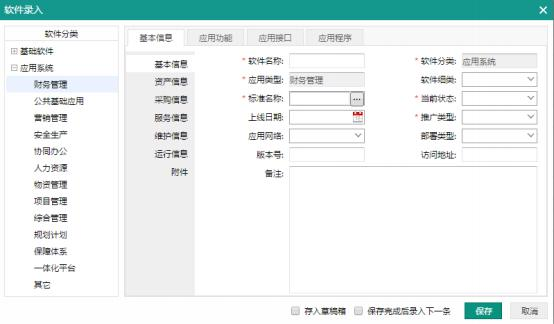 软件录入
软件分类
基础软件
应用系统
财务管理
公共基础应用
营销管理
安全生产
协同办公
人力资源
物资管理
项目管理
综合管理
规划计划
保障体系
一体化平台
其它
基本信息 应用功能 应用接口 应用程序
基本信息
资产信息
采购信息
服务信息
维护信息
运行信息
附件
* 软件名称: * 软件分类: 应用系统
* 应用类型: 财务管理 软件细类:
* 标准名称: ... * 当前状态:
上线日期: * 推广类型:
应用网络: 部署类型:
版本号: 访问地址:
备注:
存入草稿箱 保存完成后录入下一条 保存 取消